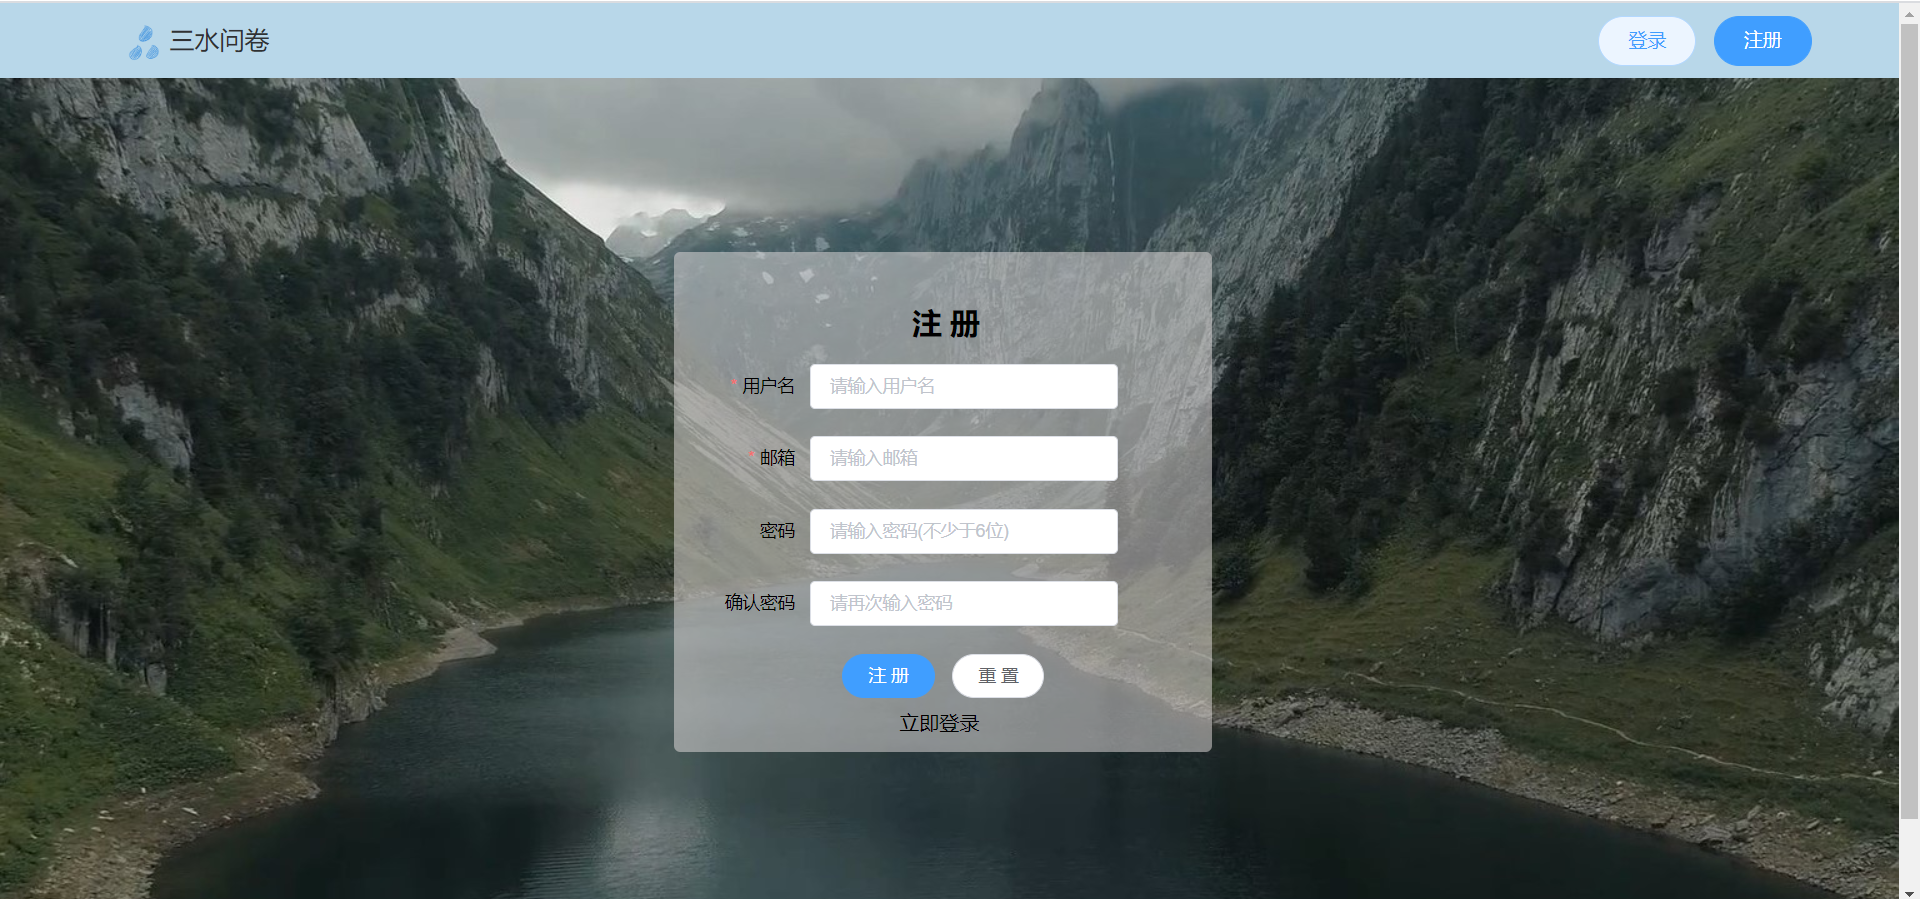 三水问卷
登录
注册
注 册
* 用户名
请输入用户名
* 邮箱
请输入邮箱
密码
请输入密码(不少于6位)
确认密码
请再次输入密码
注 册
重 置
立即登录